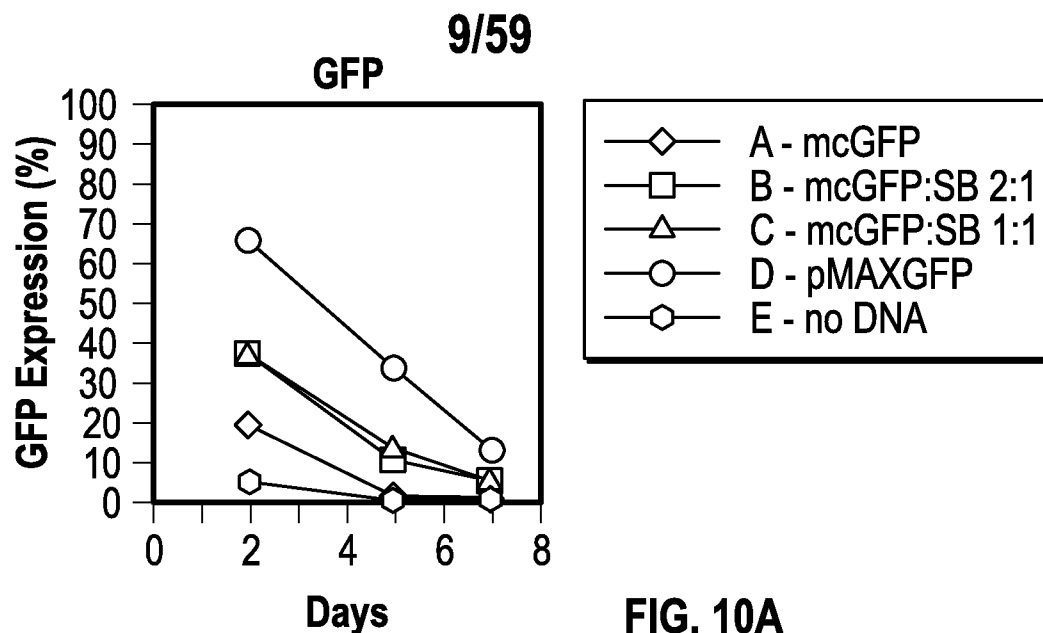 9/59
GFP
GFP Expression (%)
100
90
80
70
60
50
40
30
20
10
0
0 2 4 6 8
Days
A - mcGFP
B - mcGFP:SB 2:1
C - mcGFP:SB 1:1
D - pMAXGFP
E - no DNA
FIG. 10A